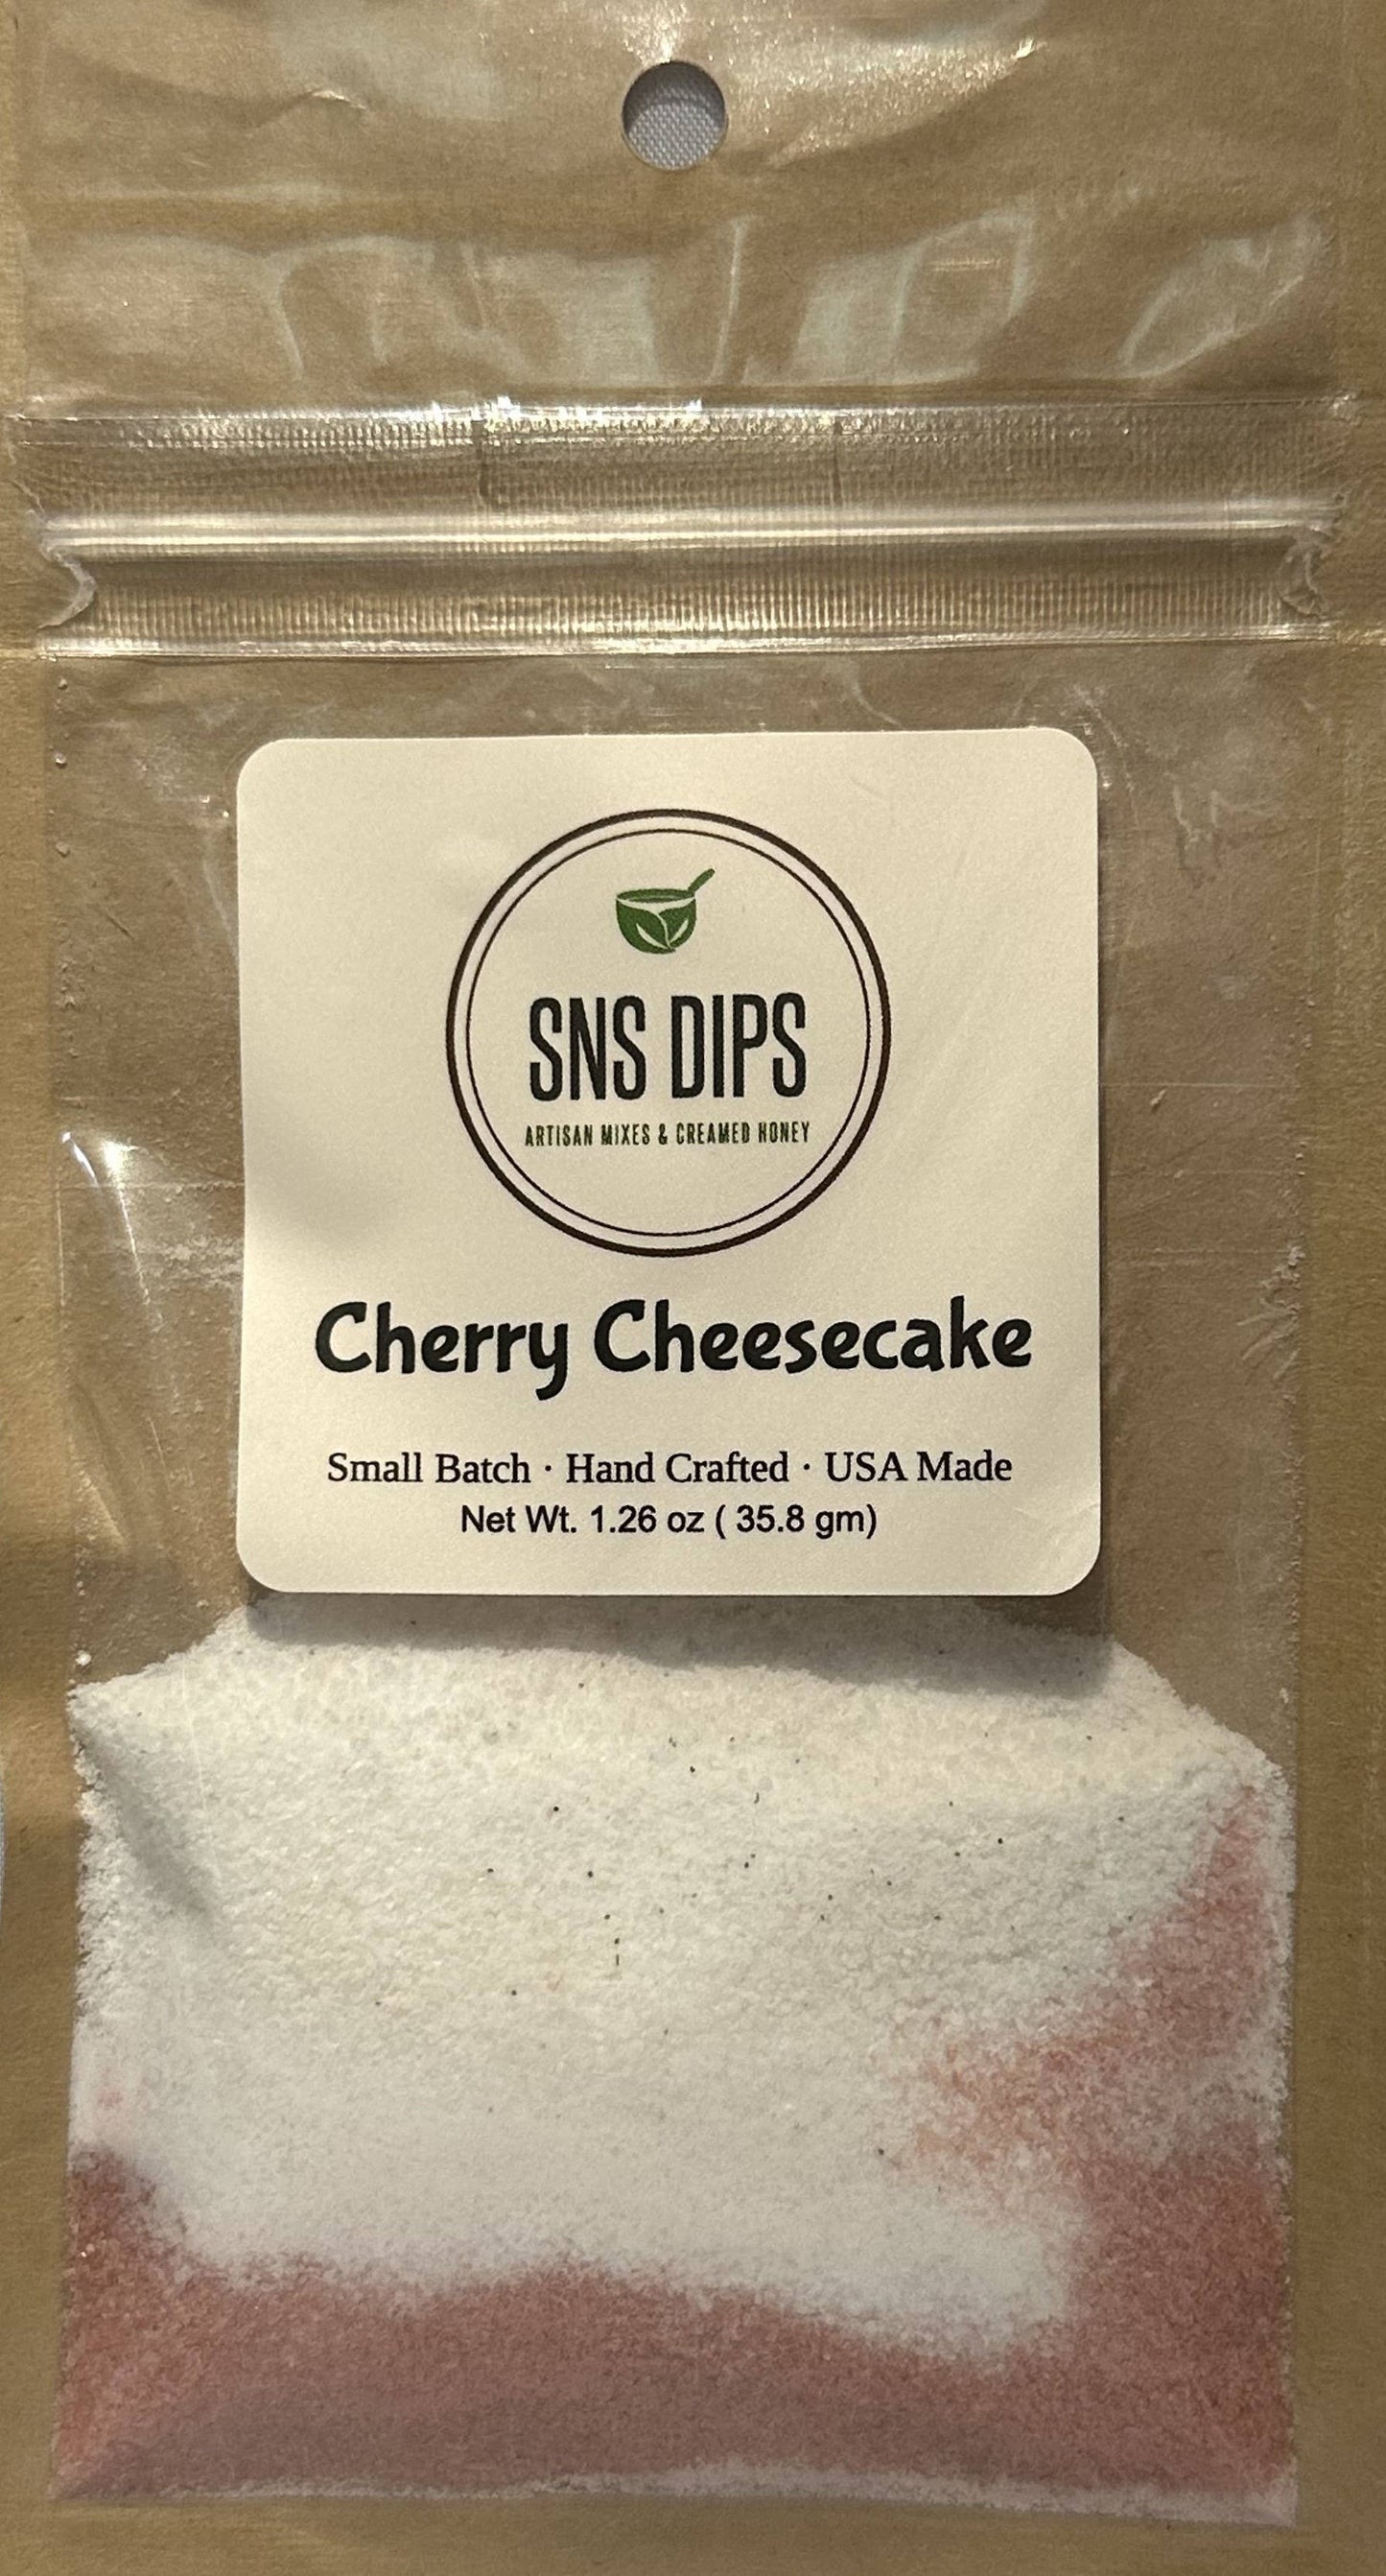 SNS DIPS
ARTISAN MIXES & CREAMED HONEY
Cherry Cheesecake
Small Batch · Hand Crafted · USA Made
Net Wt. 1.26 oz ( 35.8 gm)